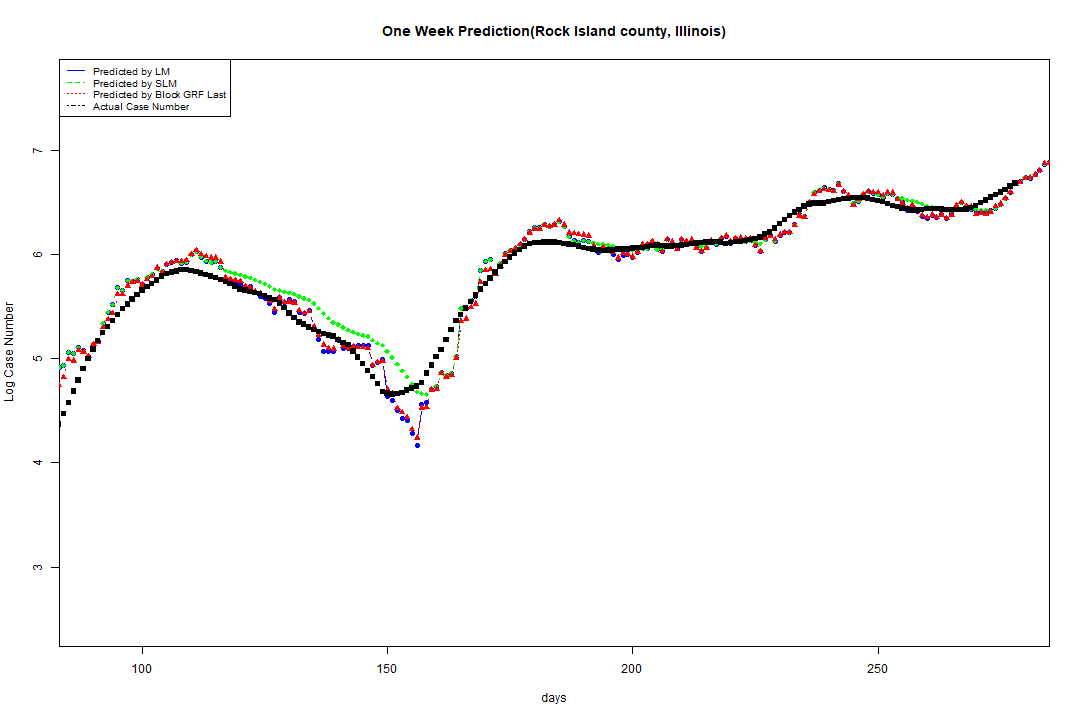 One Week Prediction(Rock Island county, Illinois)
Predicted by LM
Predicted by SLM
Predicted by Block GRF Last
Actual Case Number
7
6
5
4
3
Log Case Number
100 150 200 250
days